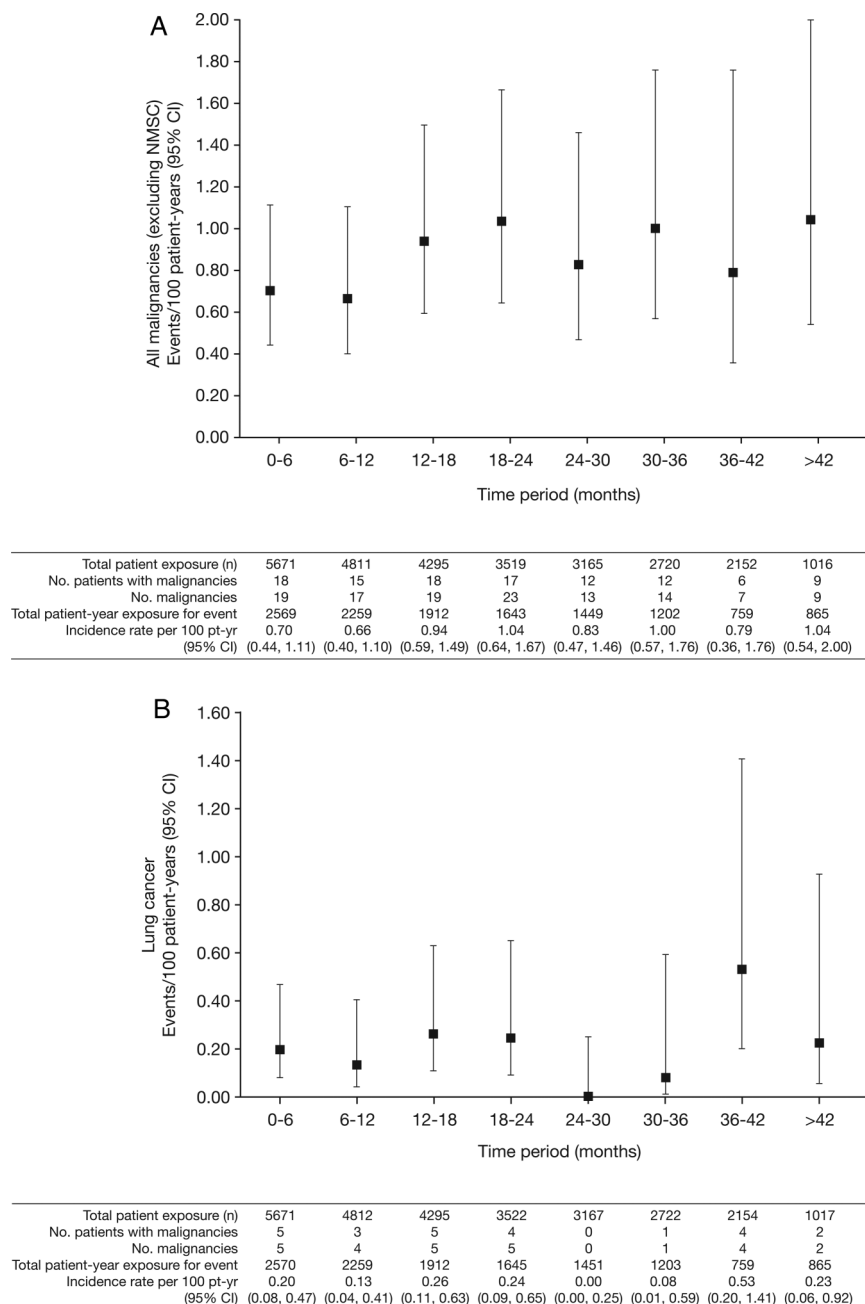 A
All malignancies (excluding NMSC)
Events/100 patient-years (95% CI)
2.00
1.80
1.60
1.40
1.20
1.00
0.80
0.60
0.40
0.20
0.00
0-6 6-12 12-18 18-24 24-30 30-36 36-42 >42
Time period (months)
Total patient exposure (n) 5671 4811 4295 3519 3165 2720 2152 1016
No. patients with malignancies 18 15 18 17 12 12 6 9
No. malignancies 19 17 19 23 13 14 7 9
Total patient-year exposure for event 2569 2259 1912 1643 1449 1202 759 865
Incidence rate per 100 pt-yr 0.70 0.66 0.94 1.04 0.83 1.00 0.79 1.04
(95% CI) (0.44, 1.11) (0.40, 1.10) (0.59, 1.49) (0.64, 1.67) (0.47, 1.46) (0.57, 1.76) (0.36, 1.76) (0.54, 2.00)
B
Lung cancer
Events/100 patient-years (95% CI)
1.60
1.40
1.20
1.00
0.80
0.60
0.40
0.20
0.00
0-6 6-12 12-18 18-24 24-30 30-36 36-42 >42
Time period (months)
Total patient exposure (n) 5671 4812 4295 3522 3167 2722 2154 1017
No. patients with malignancies 5 3 5 4 0 1 4 2
No. malignancies 5 4 5 5 0 1 4 2
Total patient-year exposure for event 2570 2259 1912 1645 1451 1203 759 865
Incidence rate per 100 pt-yr 0.20 0.13 0.26 0.24 0.00 0.08 0.53 0.23
(95% CI) (0.08, 0.47) (0.04, 0.41) (0.11, 0.63) (0.09, 0.65) (0.00, 0.25) (0.01, 0.59) (0.20, 1.41) (0.06, 0.92)